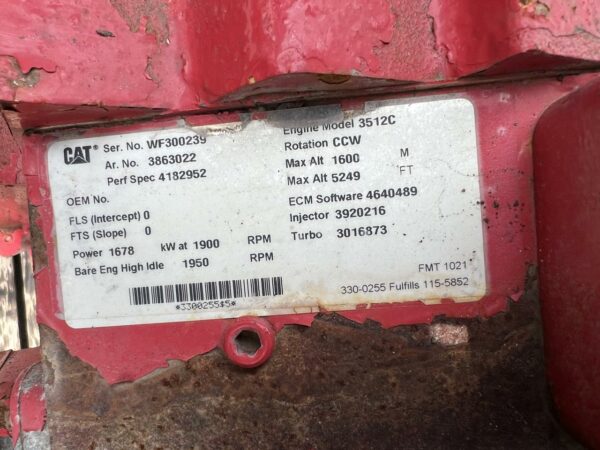 CAT® Ser. No. WF300239
Ar. No. 3863022
Perf Spec 4182952
OEM No.
FLS (Intercept) 0
FTS (Slope) 0
Power 1678 kW at 1900 RPM
Bare Eng High Idle 1950 RPM
*3300255$5*
Engine Model 3512C
Rotation CCW
Max Alt 1600 M
Max Alt 5249 FT
ECM Software 4640489
Injector 3920216
Turbo 3016873
FMT 1021
330-0255 Fulfills 115-5852